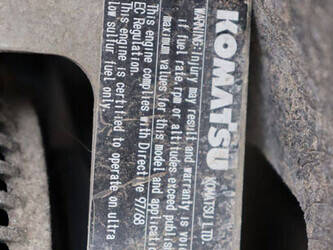 KOMATSU KOMATSU LTD
WARNING: Injury may result and warranty is void
if fuel rate, rpm or altitudes exceed publis
maximum values for this model and applicati
This engine complies with Directive 97/68
EC Regulation.
This engine is certified to operate on ultra
low sulfur fuel only.